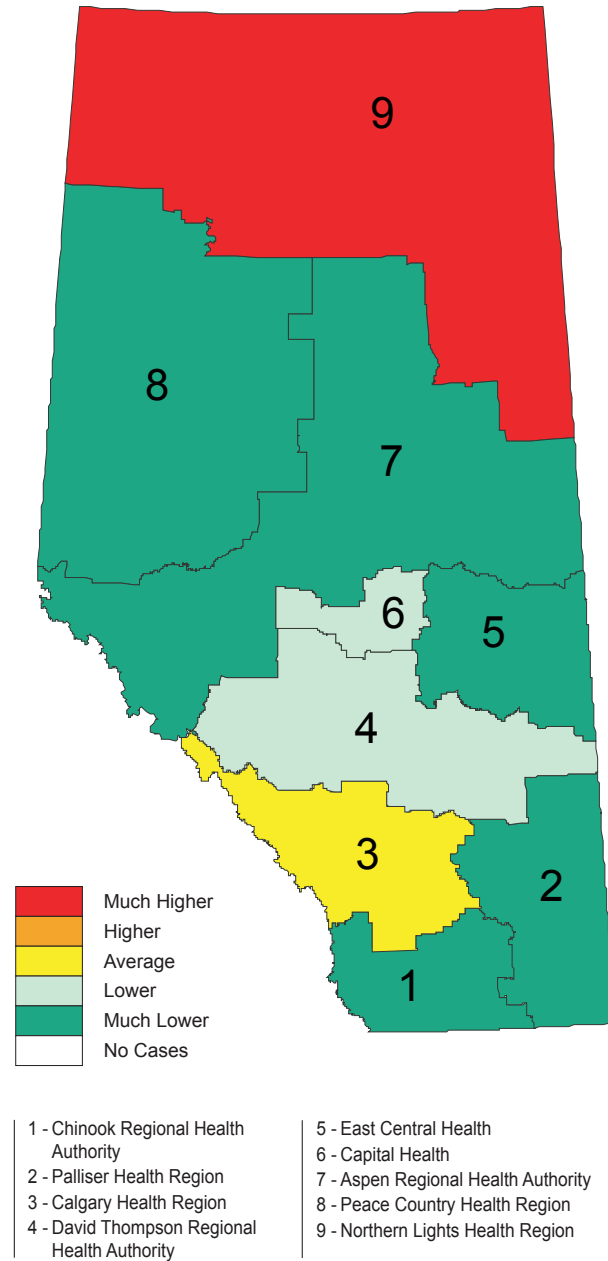 9
8
7
6
5
4
3
2
1
Much Higher
Higher
Average
Lower
Much Lower
No Cases
1 - Chinook Regional Health
Authority
2 - Palliser Health Region
3 - Calgary Health Region
4 - David Thompson Regional
Health Authority
5 - East Central Health
6 - Capital Health
7 - Aspen Regional Health Authority
8 - Peace Country Health Region
9 - Northern Lights Health Region